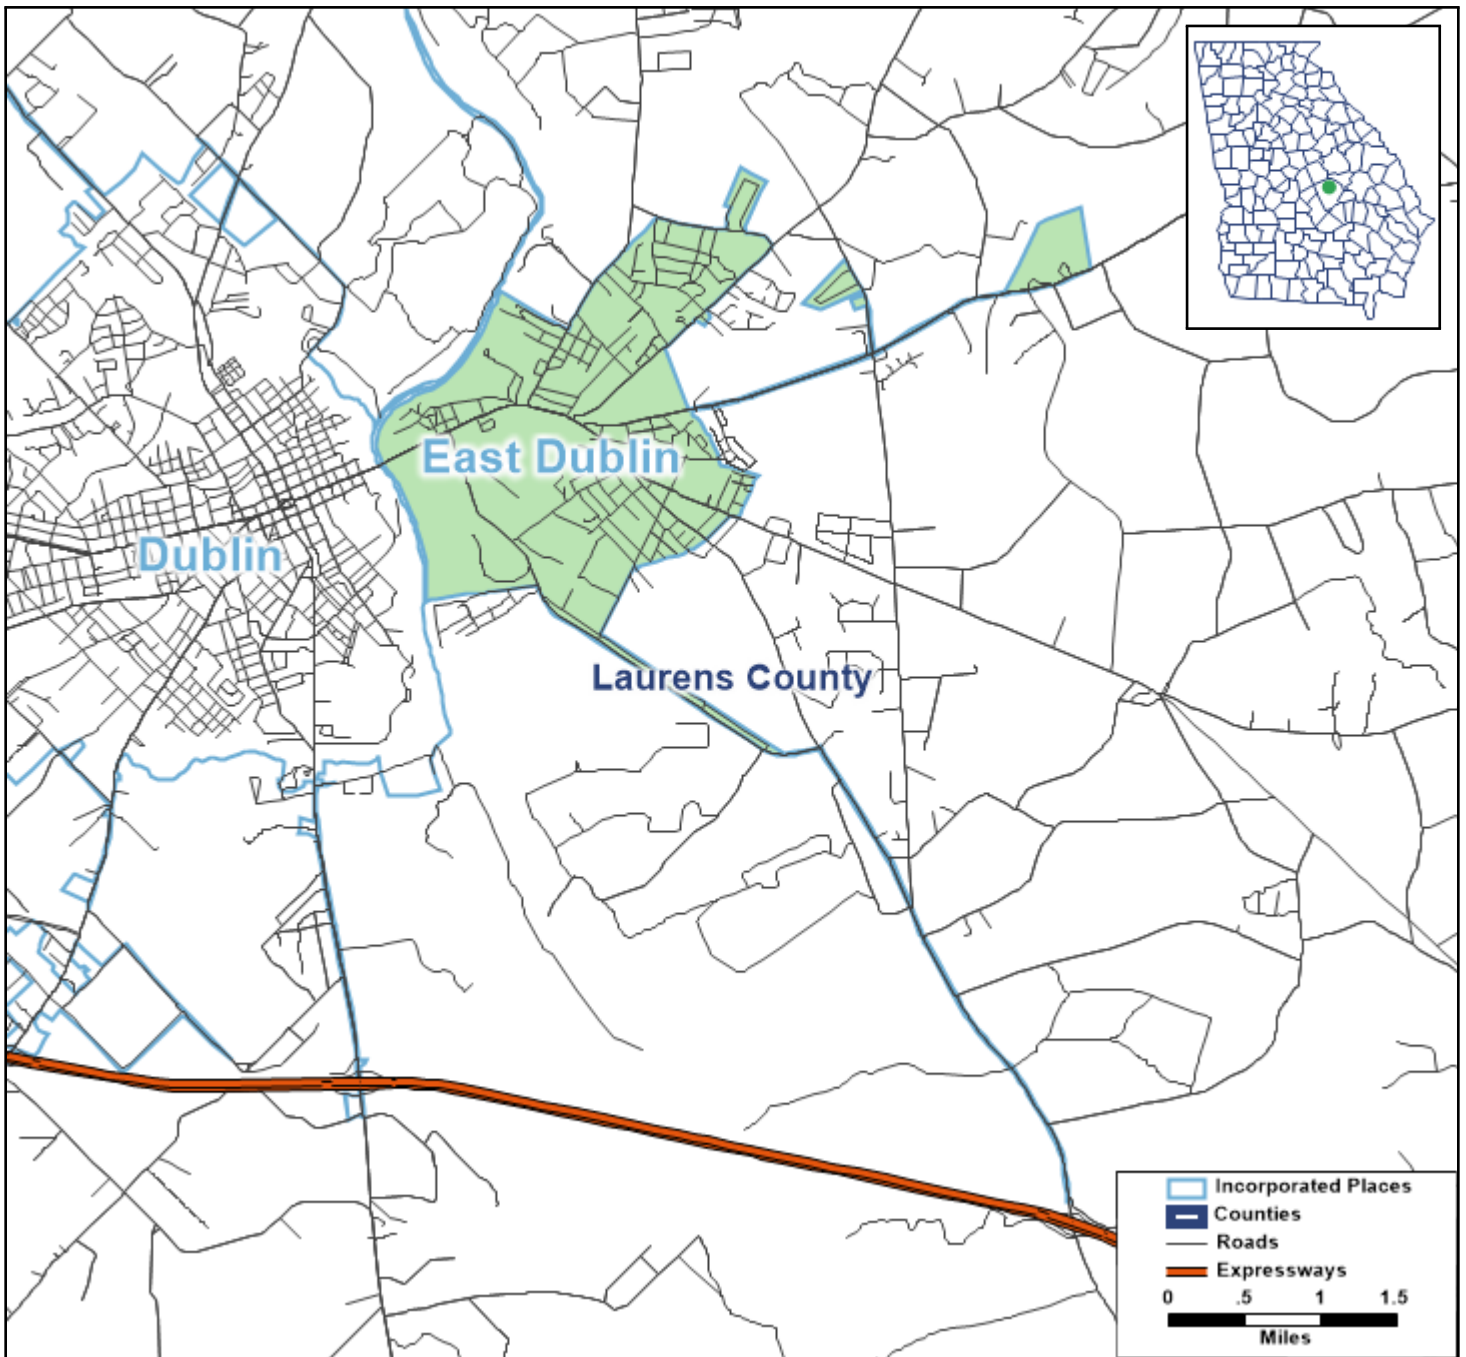 East Dublin
Dublin
Laurens County
Incorporated Places
Counties
Roads
Expressways
0 .5 1 1.5
Miles